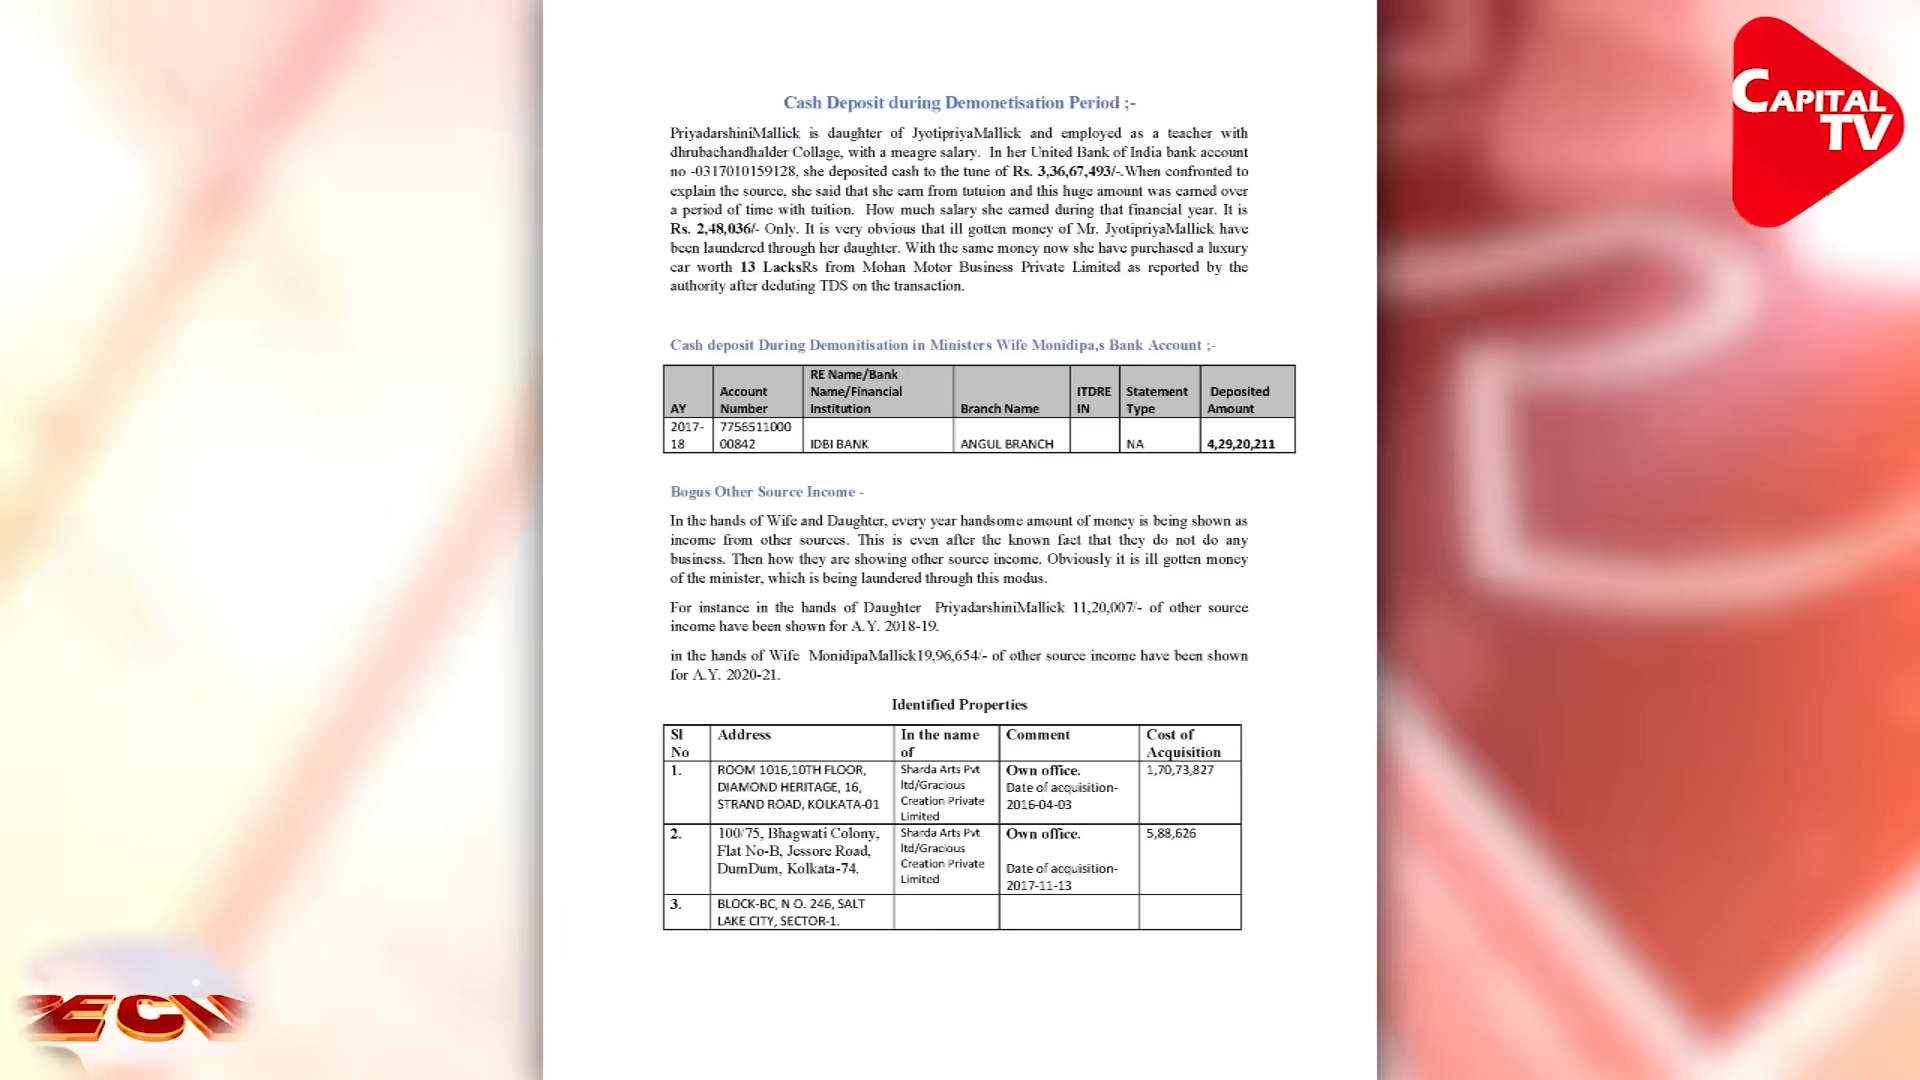 CAPITAL
TV
Cash Deposit during Demonetisation Period ;-
PriyadarshiniMallick is daughter of JyotipriyaMallick and employed as a teacher with
dhrubachandhalder Collage, with a meagre salary. In her United Bank of India bank account
no -0317010159128, she deposited cash to the tune of Rs. 3,36,67,493/-.When confronted to
explain the source, she said that she earn from tutuion and this huge amount was earned over
a period of time with tuition. How much salary she earned during that financial year. It is
Rs. 2,48,036/- Only. It is very obvious that ill gotten money of Mr. JyotipriyaMallick have
been laundered through her daughter. With the same money now she have purchased a luxury
car worth 13 LacksRs from Mohan Motor Business Private Limited as reported by the
authority after deduting TDS on the transaction.
Cash deposit During Demonitisation in Ministers Wife Monidipa,s Bank Account ;-
AY Account Number RE Name/Bank Name/Financial Institution Branch Name ITDRE IN Statement Type Deposited Amount
2017-18 775651100000842 IDBI BANK ANGUL BRANCH NA 4,29,20,211
Bogus Other Source Income -
In the hands of Wife and Daughter, every year handsome amount of money is being shown as
income from other sources. This is even after the known fact that they do not do any
business. Then how they are showing other source income. Obviously it is ill gotten money
of the minister, which is being laundered through this modus.
For instance in the hands of Daughter PriyadarshiniMallick 11,20,007/- of other source
income have been shown for A.Y. 2018-19.
in the hands of Wife MonidipaMallick19,96,654/- of other source income have been shown
for A.Y. 2020-21.
Identified Properties
Sl No Address In the name of Comment Cost of Acquisition
1. ROOM 1016,10TH FLOOR, DIAMOND HERITAGE, 16, STRAND ROAD, KOLKATA-01 Sharda Arts Pvt ltd/Gracious Creation Private Limited Own office. Date of acquisition-2016-04-03 1,70,73,827
2. 100/75, Bhagwati Colony, Flat No-B, Jessore Road, DumDum, Kolkata-74. Sharda Arts Pvt ltd/Gracious Creation Private Limited Own office. Date of acquisition-2017-11-13 5,88,626
3. BLOCK-BC, N O. 246, SALT LAKE CITY, SECTOR-1.